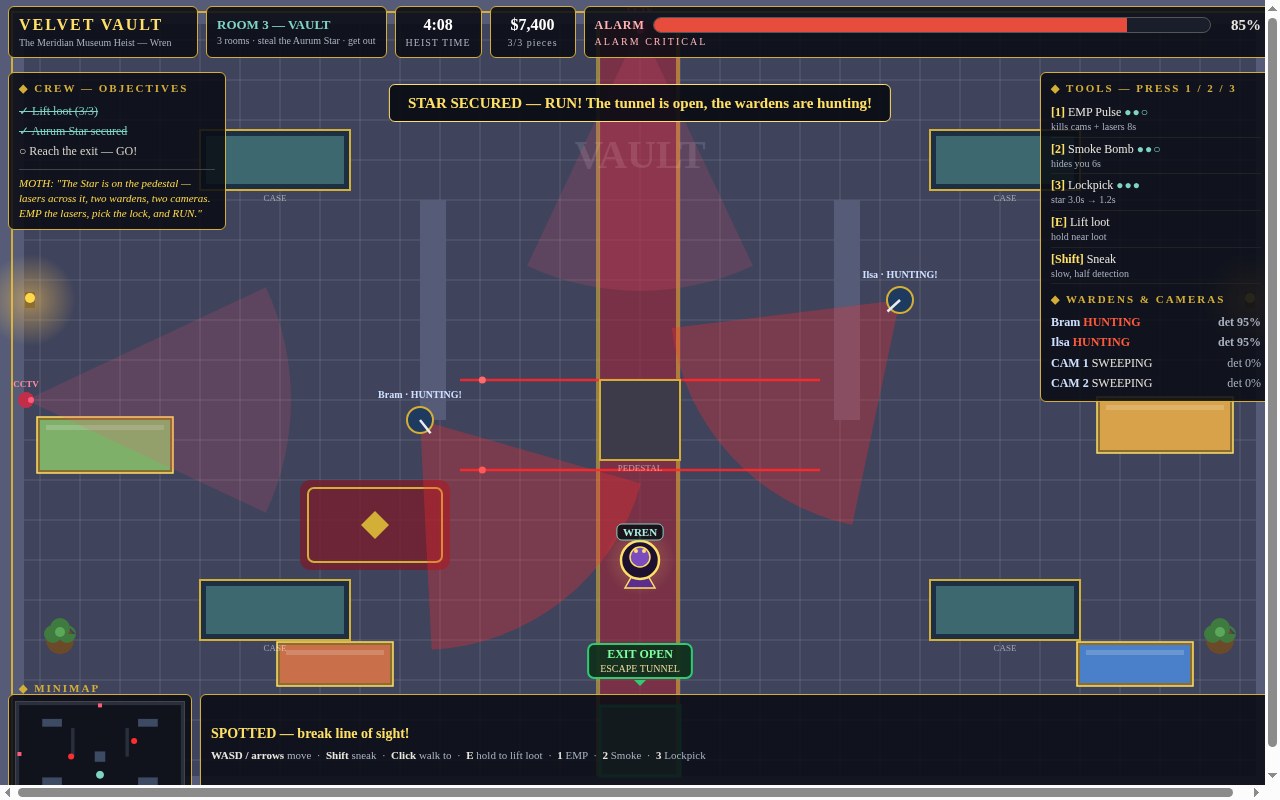 VELVET VAULT
The Meridian Museum Heist — Wren
ROOM 3 — VAULT
3 rooms · steal the Aurum Star · get out
4:08
HEIST TIME
$7,400
3/3 pieces
ALARM 85%
ALARM CRITICAL
◆ CREW — OBJECTIVES
✓ Lift loot (3/3)
✓ Aurum Star secured
○ Reach the exit — GO!
MOTH: "The Star is on the pedestal —
lasers across it, two wardens, two cameras.
EMP the lasers, pick the lock, and RUN."
STAR SECURED — RUN! The tunnel is open, the wardens are hunting!
VAULT
CASE
CASE
◆ TOOLS — PRESS 1 / 2 / 3
[1] EMP Pulse ●●○
kills cams + lasers 8s
[2] Smoke Bomb ●●○
hides you 6s
[3] Lockpick ●●●
star 3.0s → 1.2s
[E] Lift loot
hold near loot
[Shift] Sneak
slow, half detection
◆ WARDENS & CAMERAS
Bram HUNTING det 95%
Ilsa HUNTING det 95%
CAM 1 SWEEPING det 0%
CAM 2 SWEEPING det 0%
Ilsa · HUNTING!
CCTV
Bram · HUNTING!
PEDESTAL
WREN
CASE
CASE
EXIT OPEN
ESCAPE TUNNEL
◆ MINIMAP
SPOTTED — break line of sight!
WASD / arrows move · Shift sneak · Click walk to · E hold to lift loot · 1 EMP · 2 Smoke · 3 Lockpick